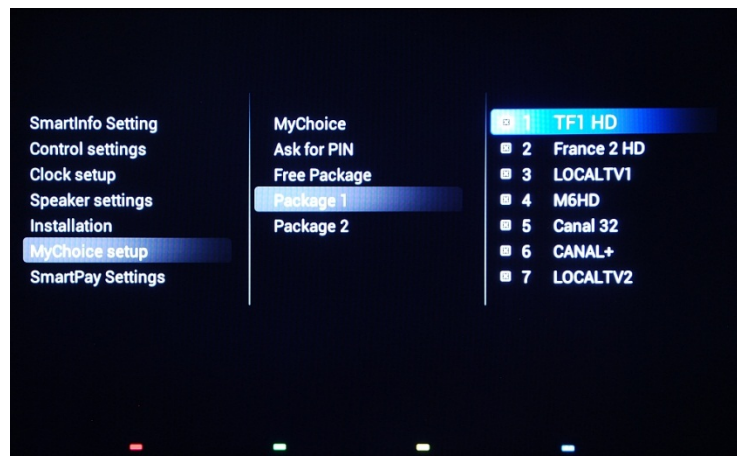 SmartInfo Setting
Control settings
Clock setup
Speaker settings
Installation
MyChoice setup
SmartPay Settings
MyChoice
Ask for PIN
Free Package
Package 1
Package 2
1 TF1 HD
2 France 2 HD
3 LOCALTV1
4 M6HD
5 Canal 32
6 CANAL+
7 LOCALTV2